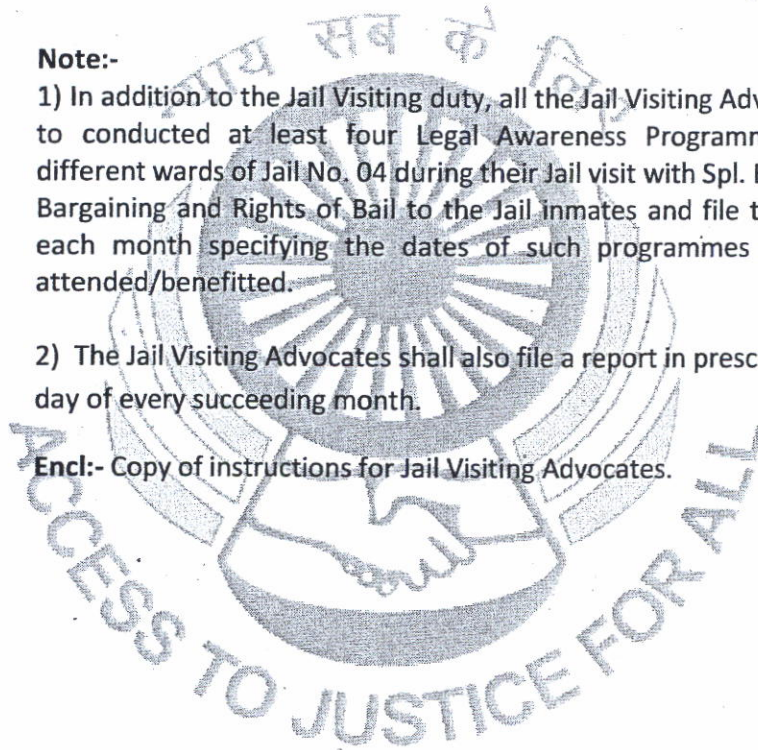 न्याय सब के लिए
Note:-
1) In addition to the Jail Visiting duty, all the Jail Visiting Adv
to conducted at least four Legal Awareness Programm
different wards of Jail No. 04 during their Jail visit with Spl.
Bargaining and Rights of Bail to the Jail inmates and file t
each month specifying the dates of such programmes
attended/benefitted.
2) The Jail Visiting Advocates shall also file a report in presc
day of every succeeding month.
Encl:- Copy of instructions for Jail Visiting Advocates.
ACCESS TO JUSTICE FOR ALL